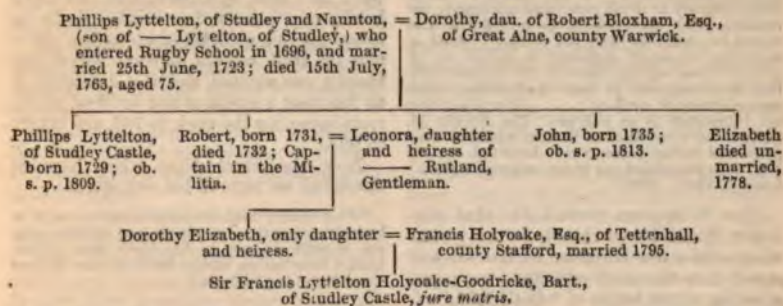 Phillips Lyttelton, of Studley and Naunton, = Dorothy, dau. of Robert Bloxham, Esq.,
(son of —— Lyt elton, of Studley,) who
of Great Alne, county Warwick.
entered Rugby School in 1696, and mar-
ried 25th June, 1723; died 15th July,
1763, aged 75.
Phillips Lyttelton,
of Studley Castle,
born 1729; ob.
s. p. 1809.
Robert, born 1731, =
died 1732; Cap-
tain in the Mi-
litia.
Leonora, daughter
and heiress of
—— Rutland,
Gentleman.
John, born 1735;
ob. s. p. 1813.
Elizabeth
died un-
married,
1778.
Dorothy Elizabeth, only daughter = Francis Holyoake, Esq., of Tettenhall,
and heiress.
county Stafford, married 1795.
Sir Francis Lyttelton Holyoake-Goodricke, Bart.,
of Studley Castle, jure matris.